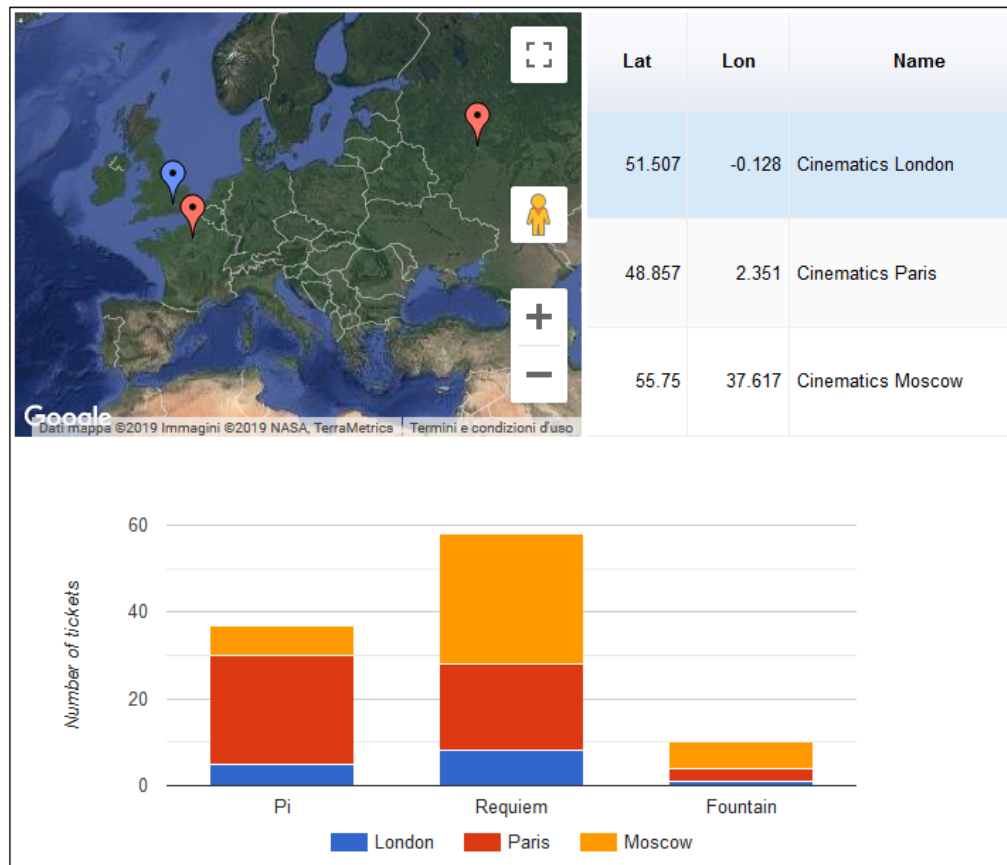 Lat Lon Name
51.507 -0.128 Cinematics London
48.857 2.351 Cinematics Paris
55.75 37.617 Cinematics Moscow
Google
Dati mappa ©2019 Immagini ©2019 NASA, TerraMetrics Termini e condizioni d'uso
Number of tickets
60
40
20
0
Pi Requiem Fountain
London Paris Moscow